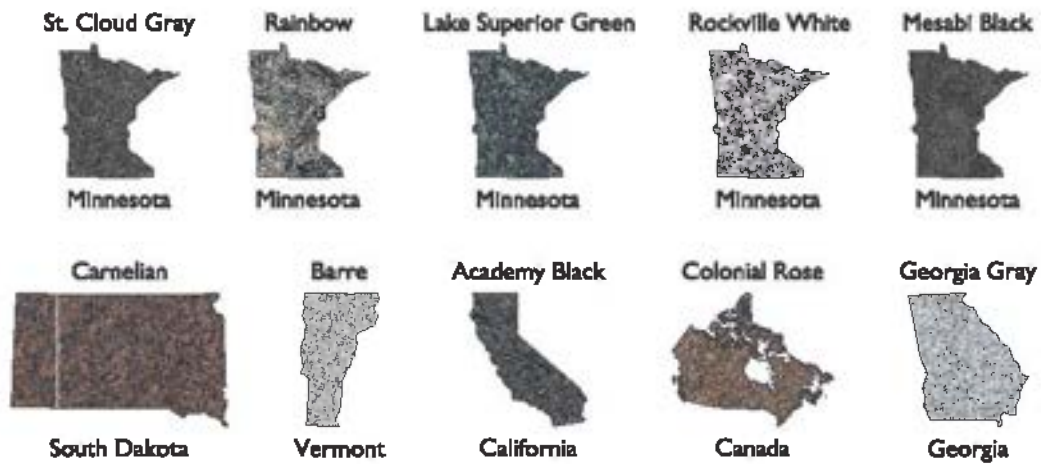 St. Cloud Gray
Rainbow
Lake Superior Green
Rockville White
Mesabi Black
Minnesota
Minnesota
Minnesota
Minnesota
Minnesota
Carnelian
Barre
Academy Black
Colonial Rose
Georgia Gray
South Dakota
Vermont
California
Canada
Georgia